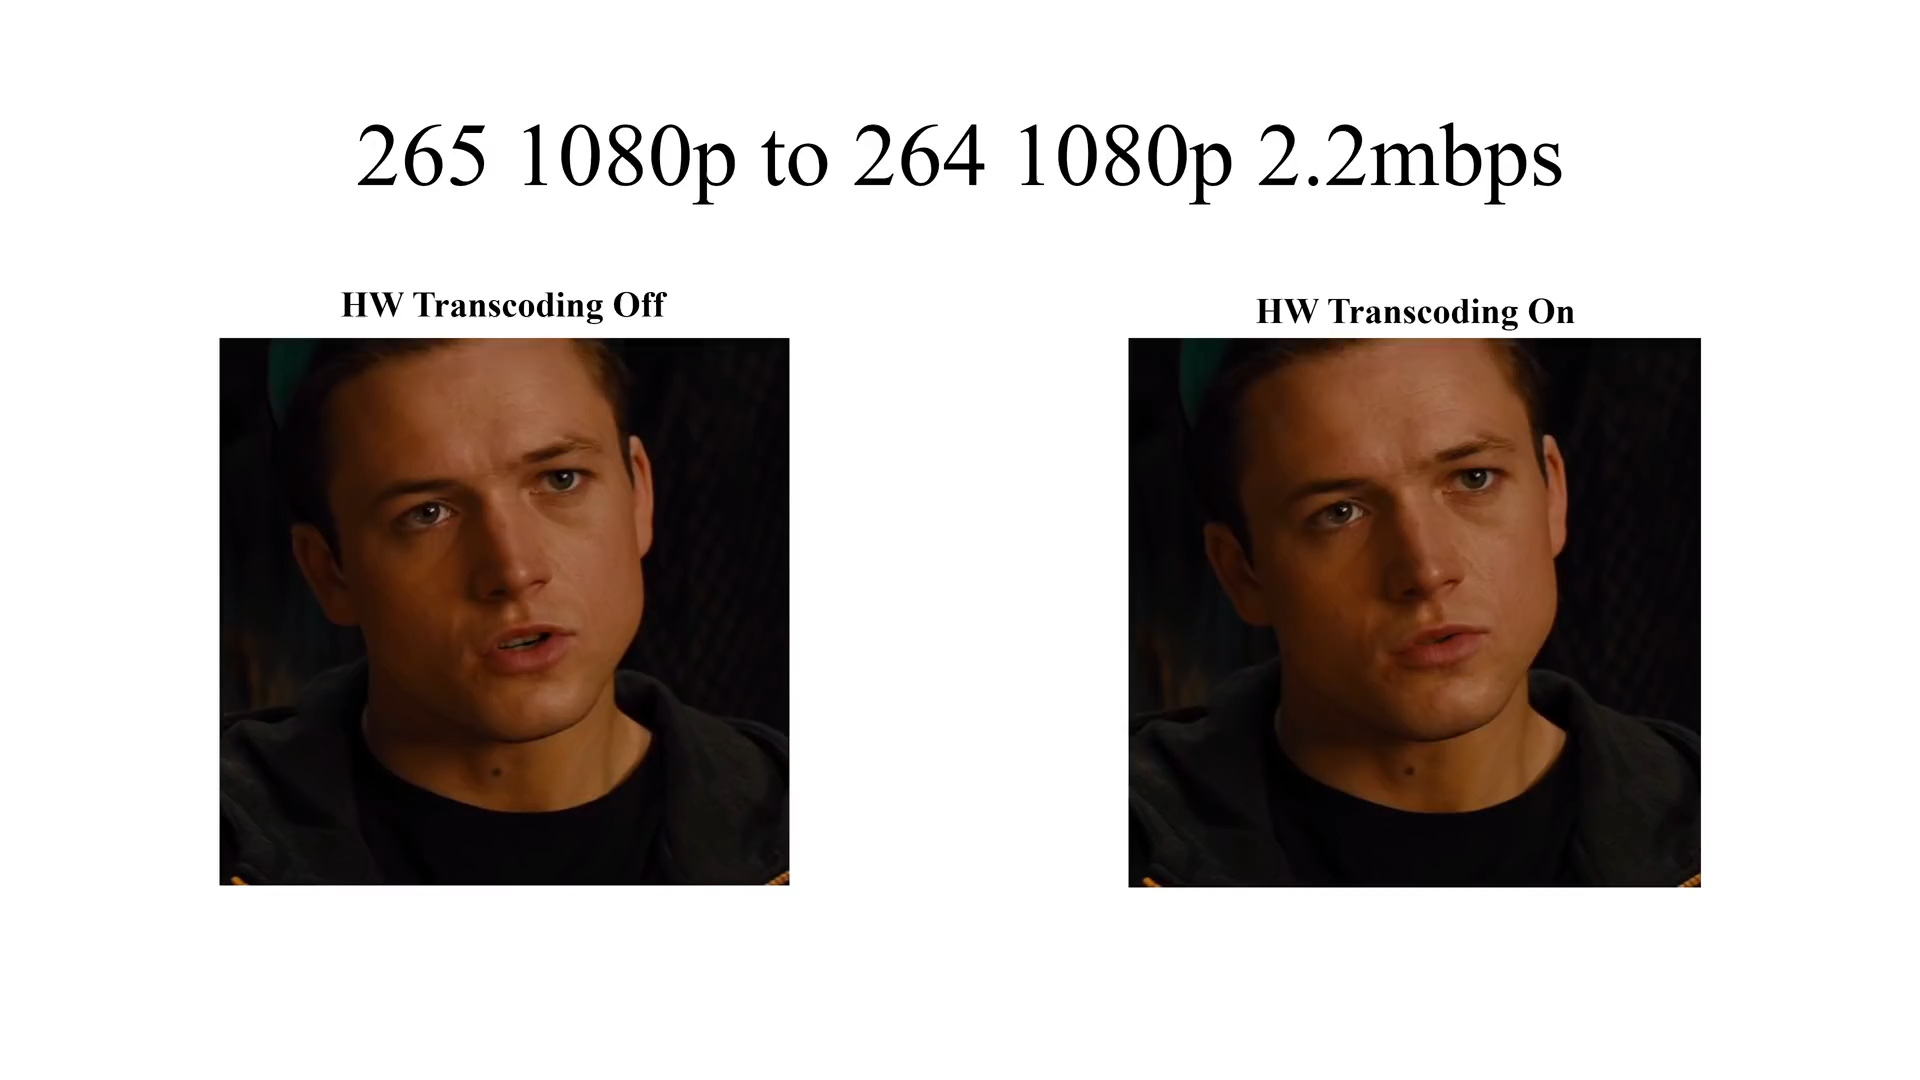 265 1080p to 264 1080p 2.2mbps
HW Transcoding Off
HW Transcoding On